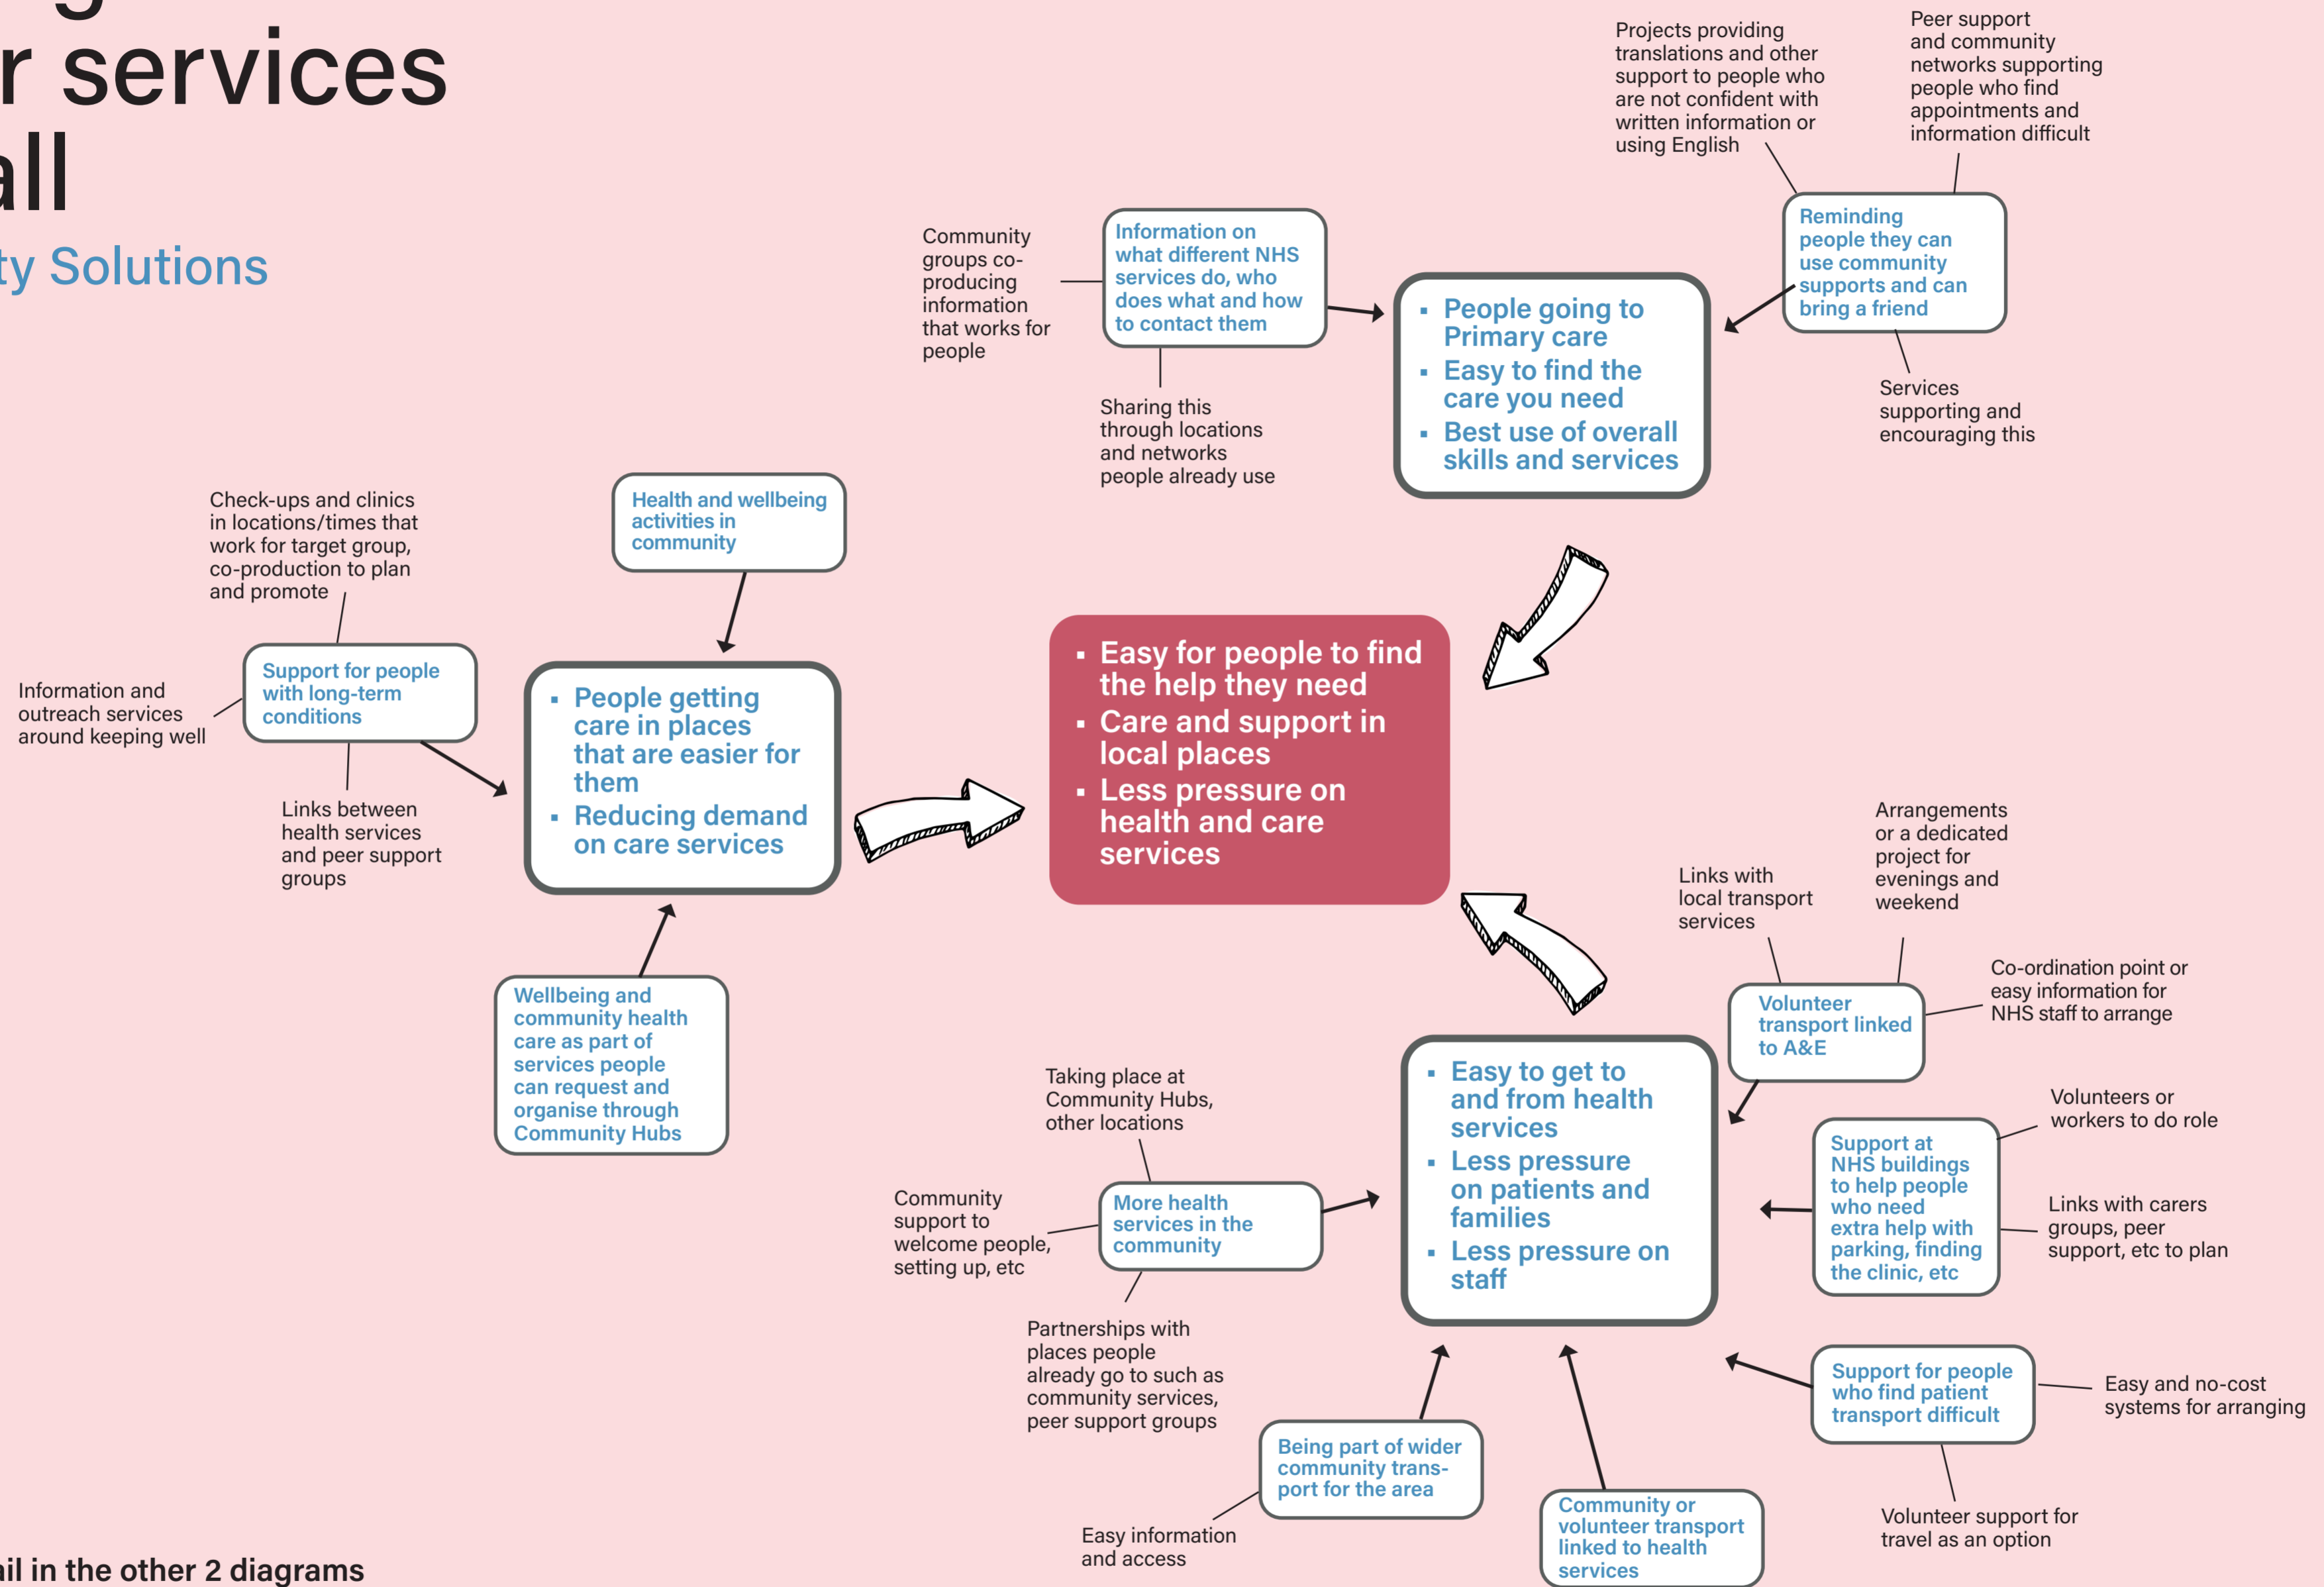 r services
all
ty Solutions
Projects providing
translations and other
support to people who
are not confident with
written information or
using English
Peer support
and community
networks supporting
people who find
appointments and
information difficult
Community
groups co-
producing
information
that works for
people
Information on
what different NHS
services do, who
does what and how
to contact them
Sharing this
through locations
and networks
people already use
▪ People going to
Primary care
▪ Easy to find the
care you need
▪ Best use of overall
skills and services
Reminding
people they can
use community
supports and can
bring a friend
Services
supporting and
encouraging this
Check-ups and clinics
in locations/times that
work for target group,
co-production to plan
and promote
Health and wellbeing
activities in
community
Information and
outreach services
around keeping well
Support for people
with long-term
conditions
Links between
health services
and peer support
groups
▪ People getting
care in places
that are easier for
them
▪ Reducing demand
on care services
Wellbeing and
community health
care as part of
services people
can request and
organise through
Community Hubs
▪ Easy for people to find
the help they need
▪ Care and support in
local places
▪ Less pressure on
health and care
services
Links with
local transport
services
Arrangements
or a dedicated
project for
evenings and
weekend
Volunteer
transport linked
to A&E
Co-ordination point or
easy information for
NHS staff to arrange
Taking place at
Community Hubs,
other locations
Community
support to
welcome people,
setting up, etc
More health
services in the
community
Partnerships with
places people
already go to such as
community services,
peer support groups
▪ Easy to get to
and from health
services
▪ Less pressure
on patients and
families
▪ Less pressure on
staff
Support at
NHS buildings
to help people
who need
extra help with
parking, finding
the clinic, etc
Volunteers or
workers to do role
Links with carers
groups, peer
support, etc to plan
Support for people
who find patient
transport difficult
Easy and no-cost
systems for arranging
Volunteer support for
travel as an option
Being part of wider
community trans-
port for the area
Easy information
and access
Community or
volunteer transport
linked to health
services
ail in the other 2 diagrams